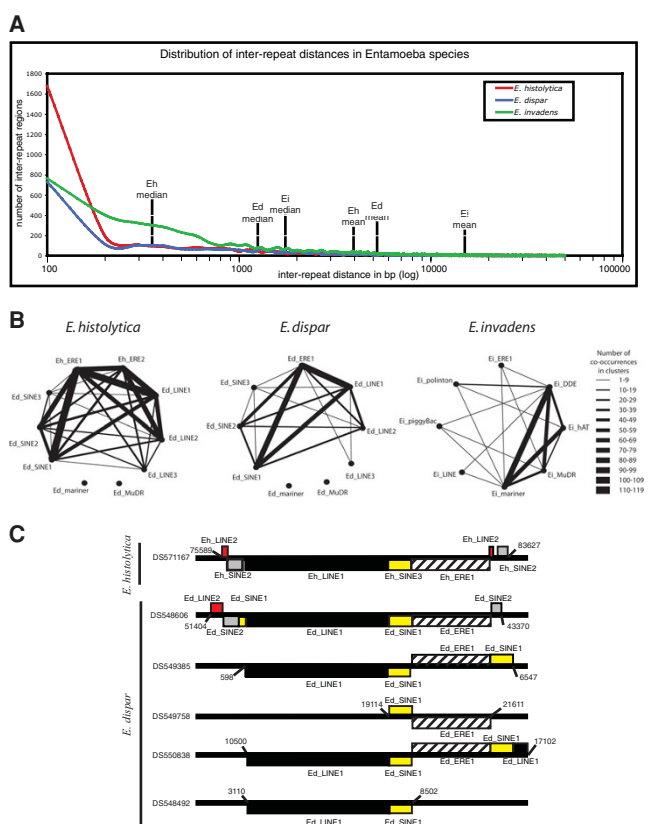 A
Distribution of inter-repeat distances in Entamoeba species
number of inter-repeat regions
1800
1600
1400
1200
1000
800
600
400
200
0
E. histolytica
E. dispar
E. invadens
Eh median
Ed median
Ei median
Eh mean
Ed mean
Ei mean
100 1000 10000 100000
inter-repeat distance in bp (log)
B
E. histolytica
Eh_ERE1
Eh_ERE2
Ed_SINE3
Ed_LINE1
Ed_SINE2
Ed_LINE2
Ed_SINE1
Ed_LINE3
Ed_mariner
Ed_MuDR
E. dispar
Ed_ERE1
Ed_SINE3
Ed_LINE1
Ed_SINE2
Ed_LINE2
Ed_SINE1
Ed_LINE3
Ed_mariner
Ed_MuDR
E. invadens
Ei_ERE1
Ei_polinton
Ei_DDE
Ei_piggyBac
Ei_hAT
Ei_LINE
Ei_MuDR
Ei_mariner
Number of
co-occurrences
in clusters
1-9
10-19
20-29
30-39
40-49
50-59
60-69
70-79
80-89
90-99
100-109
110-119
C
E. histolytica
Eh_LINE2 Eh_LINE2
75589 83627
DS571167
Eh_SINE2 Eh_LINE1 Eh_SINE3 Eh_ERE1 Eh_SINE2
E. dispar
Ed_LINE2 Ed_SINE1 Ed_SINE2
DS548606
51404 Ed_SINE2 Ed_LINE1 Ed_SINE1 Ed_ERE1 43370
Ed_ERE1 Ed_SINE1
DS549385
598 Ed_LINE1 Ed_SINE1 6547
Ed_SINE1
19114 21611
DS549758
Ed_ERE1
Ed_ERE1 Ed_SINE1
10500 17102
DS550838
Ed_LINE1 Ed_SINE1 Ed_LINE1
3110 8502
DS548492
Ed_LINE1 Ed_SINE1